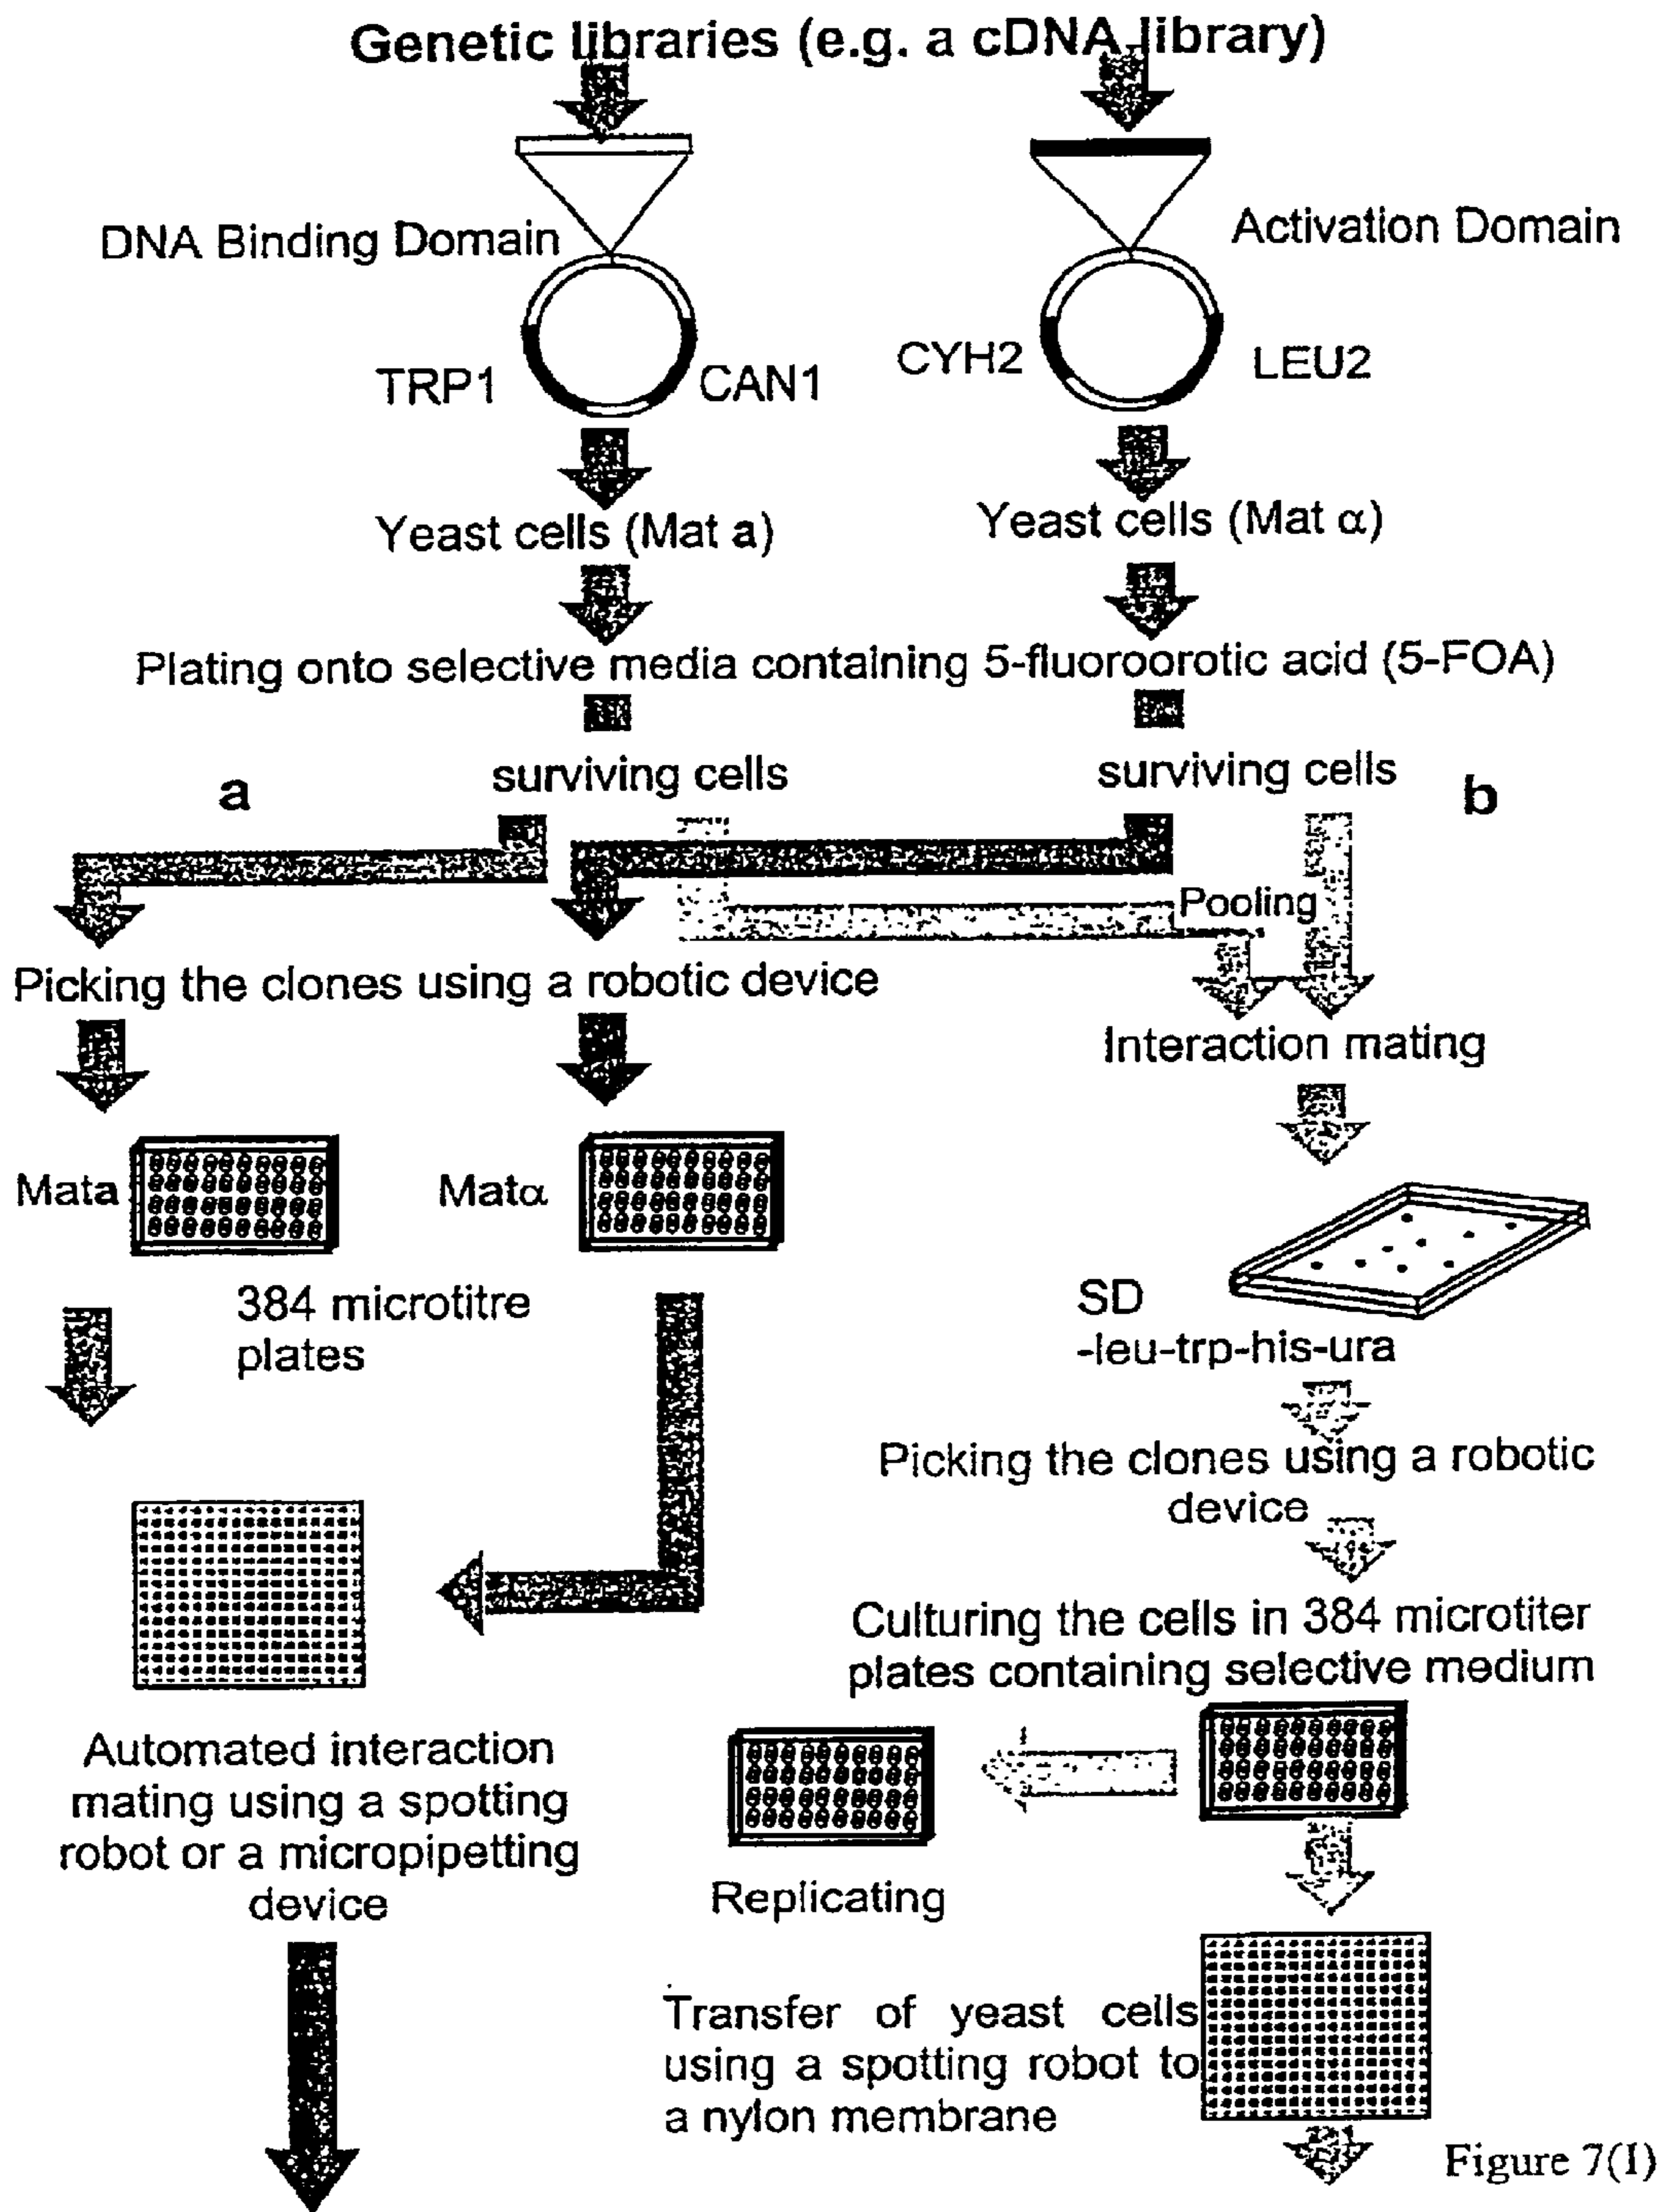 Genetic libraries (e.g. a cDNA library)
DNA Binding Domain
Activation Domain
TRP1
CAN1
CYH2
LEU2
Yeast cells (Mat a)
Yeast cells (Mat α)
Plating onto selective media containing 5-fluoroorotic acid (5-FOA)
surviving cells
surviving cells
a
b
Pooling
Picking the clones using a robotic device
Interaction mating
Mata
Matα
384 microtitre
plates
SD
-leu-trp-his-ura
Picking the clones using a robotic
device
Culturing the cells in 384 microtiter
plates containing selective medium
Automated interaction
mating using a spotting
robot or a micropipetting
device
Replicating
Transfer of yeast cells
using a spotting robot to
a nylon membrane
Figure 7(I)